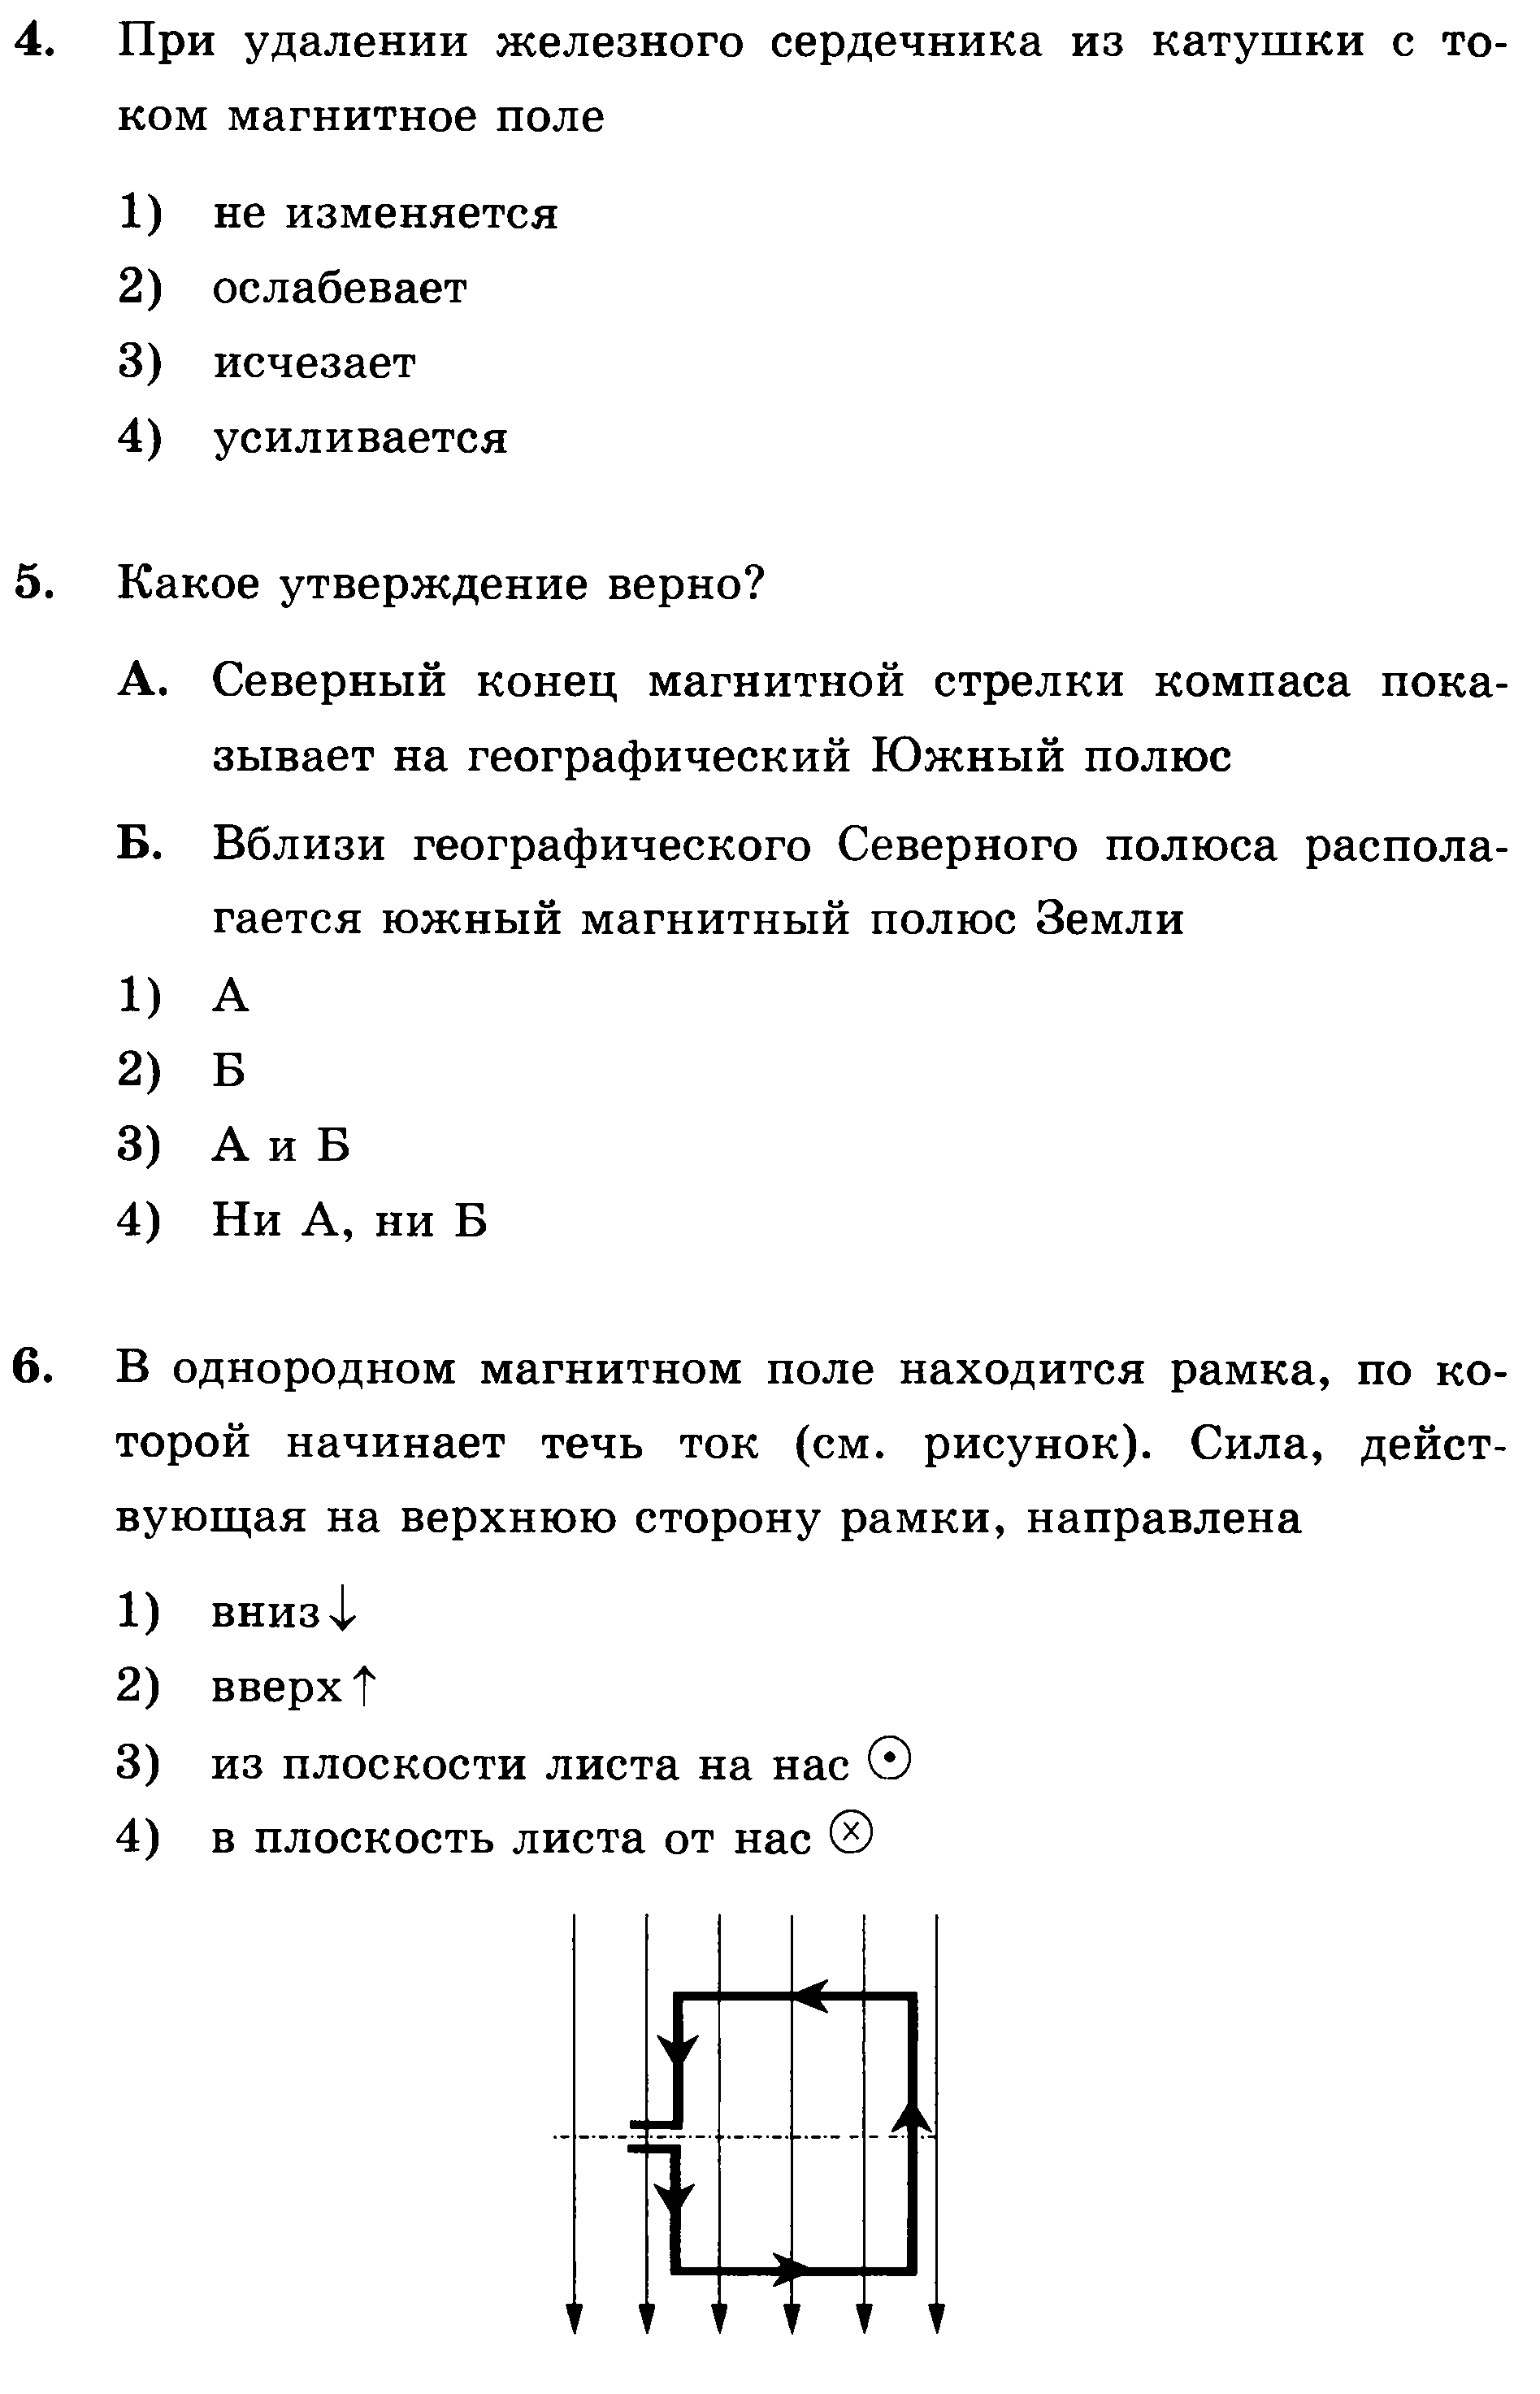 4. При удалении железного сердечника из катушки с то-
ком магнитное поле
1) не изменяется
2) ослабевает
3) исчезает
4) усиливается
5. Какое утверждение верно?
А. Северный конец магнитной стрелки компаса пока-
зывает на географический Южный полюс
Б. Вблизи географического Северного полюса распола-
гается южный магнитный полюс Земли
1) А
2) Б
3) А и Б
4) Ни А, ни Б
6. В однородном магнитном поле находится рамка, по ко-
торой начинает течь ток (см. рисунок). Сила, дейст-
вующая на верхнюю сторону рамки, направлена
1) вниз↓
2) вверх↑
3) из плоскости листа на нас ⊙
4) в плоскость листа от нас ⊗